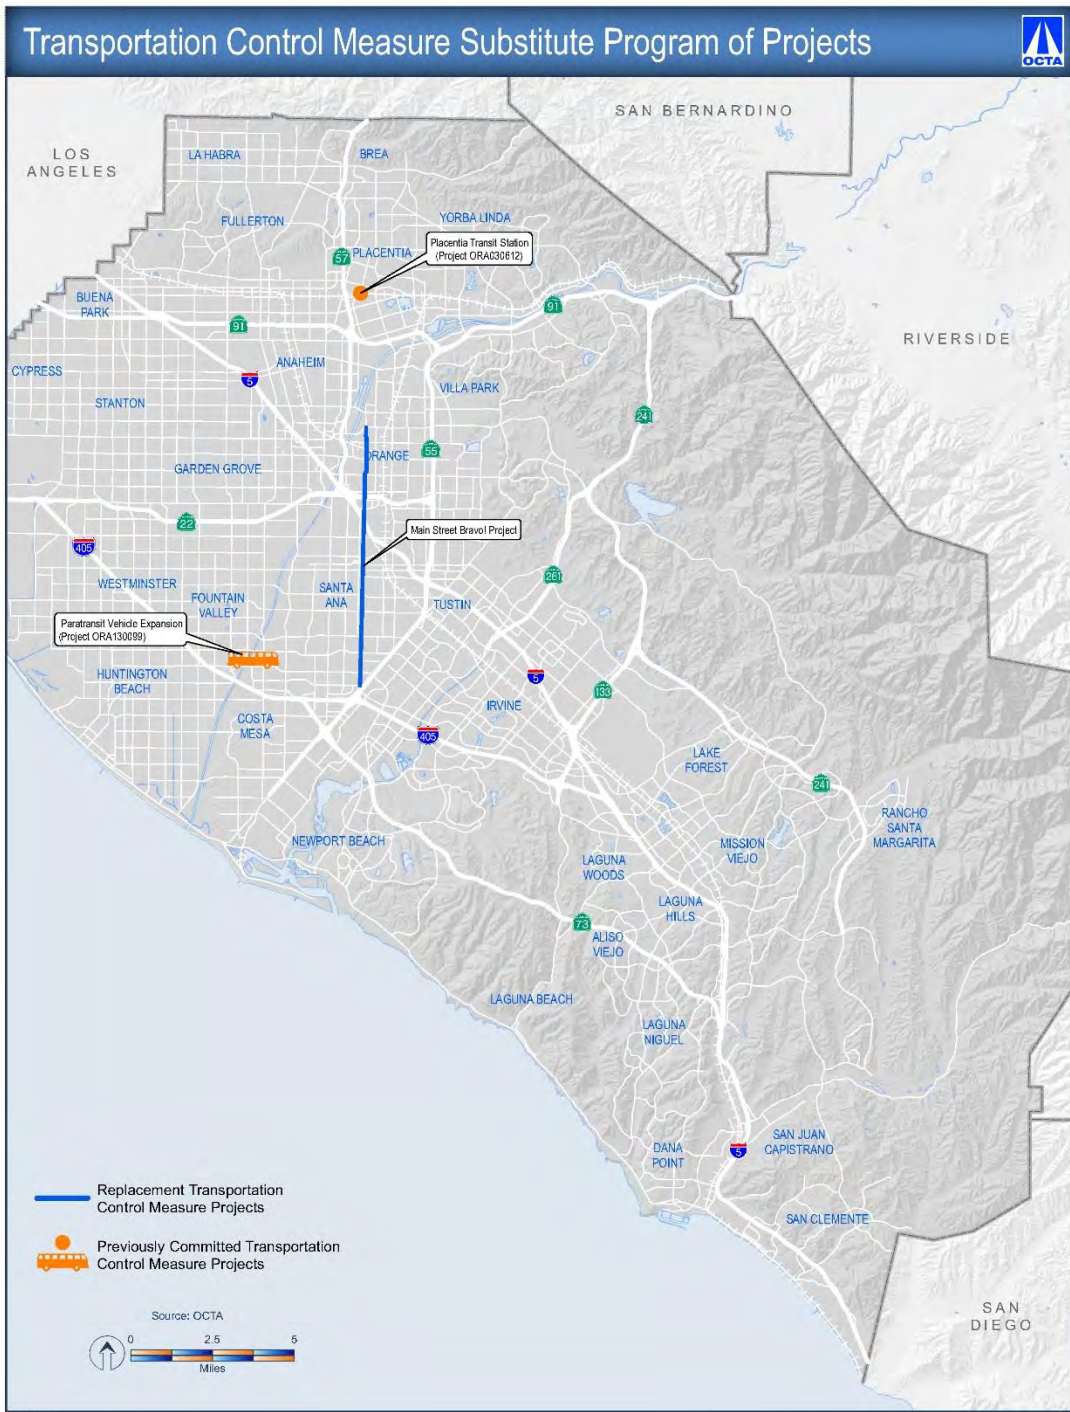 Transportation Control Measure Substitute Program of Projects
OCTA
SAN BERNARDINO
LOS
ANGELES
LA HABRA
BREA
FULLERTON
YORBA LINDA
PLACENTIA
Placentia Transit Station
(Project ORA030612)
57
BUENA
PARK
91
91
RIVERSIDE
CYPRESS
ANAHEIM
5
VILLA PARK
STANTON
241
ORANGE
55
GARDEN GROVE
22
Main Street Bravo! Project
405
WESTMINSTER
261
SANTA
ANA
FOUNTAIN
VALLEY
TUSTIN
Paratransit Vehicle Expansion
(Project ORA130099)
HUNTINGTON
BEACH
5
133
IRVINE
COSTA
MESA
405
LAKE
FOREST
241
RANCHO
SANTA
MARGARITA
NEWPORT BEACH
MISSION
VIEJO
LAGUNA
WOODS
LAGUNA
HILLS
73
ALISO
VIEJO
LAGUNA BEACH
LAGUNA
NIGUEL
SAN JUAN
CAPISTRANO
DANA
POINT
5
SAN CLEMENTE
Replacement Transportation
Control Measure Projects
Previously Committed Transportation
Control Measure Projects
SAN
DIEGO
Source: OCTA
0 2.5 5
Miles